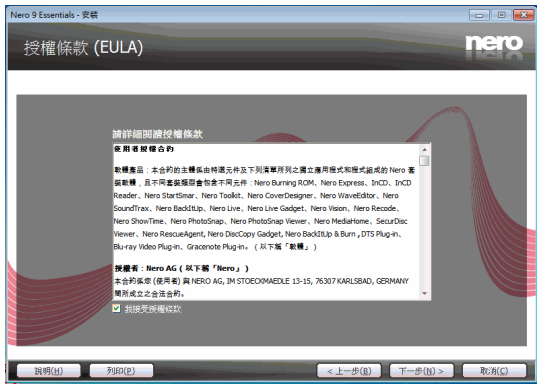 Nero 9 Essentials - 安裝
授權條款 (EULA)
nero
請詳細閱讀授權條款
使用者授權合約
軟體產品：本合約的主體係由特選元件及下列清單所列之獨立應用程式和程式組成的 Nero 套
裝軟體，且不同套裝類型會包含不同元件：Nero Burning ROM、Nero Express、InCD、InCD
Reader、Nero StartSmar、Nero Toolkit、Nero CoverDesigner、Nero WaveEditor、Nero
SoundTrax、Nero BackItUp、Nero Live、Nero Live Gadget、Nero Vision、Nero Recode、
Nero ShowTime、Nero PhotoSnap、Nero PhotoSnap Viewer、Nero MediaHome、SecurDisc
Viewer、Nero RescueAgent、Nero DiscCopy Gadget、Nero BackItUp & Burn , DTS Plug-in、
Blu-ray Video Plug-in、Gracenote Plug-in。（以下稱「軟體」）
授權者：Nero AG ( 以下稱「Nero」)
本合約係您 (使用者) 與 NERO AG, IM STOECKMAEDLE 13-15, 76307 KARLSBAD, GERMANY
間所成立之合法合約。
我接受授權條款
說明(H)
列印(P)
< 上一步(B)
下一步(N) >
取消(C)